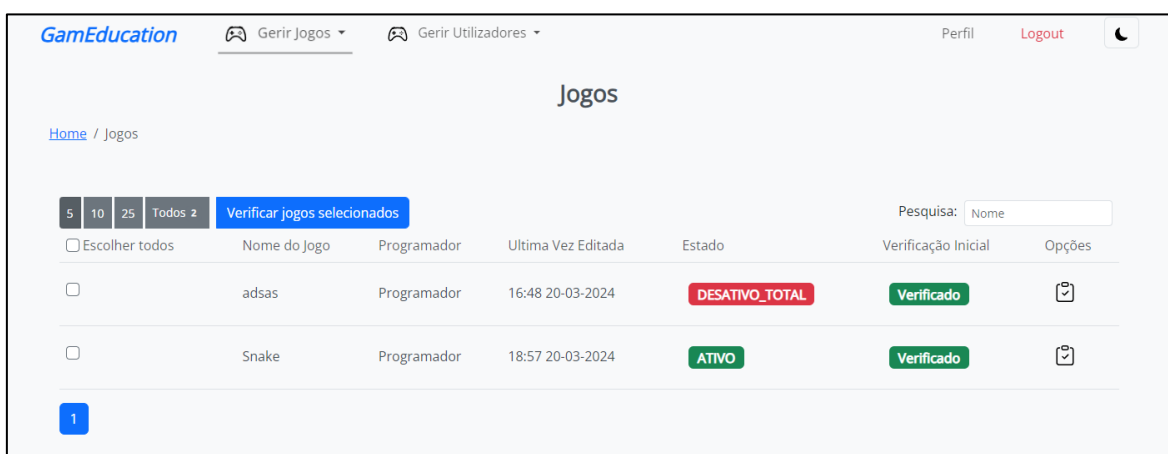 GamEducation Gerir Jogos Gerir Utilizadores Perfil Logout
Jogos
Home / Jogos
5 10 25 Todos 2 Verificar jogos selecionados Pesquisa: Nome
Escolher todos Nome do Jogo Programador Ultima Vez Editada Estado Verificação Inicial Opções
adsas Programador 16:48 20-03-2024 DESATIVO_TOTAL Verificado
Snake Programador 18:57 20-03-2024 ATIVO Verificado
1